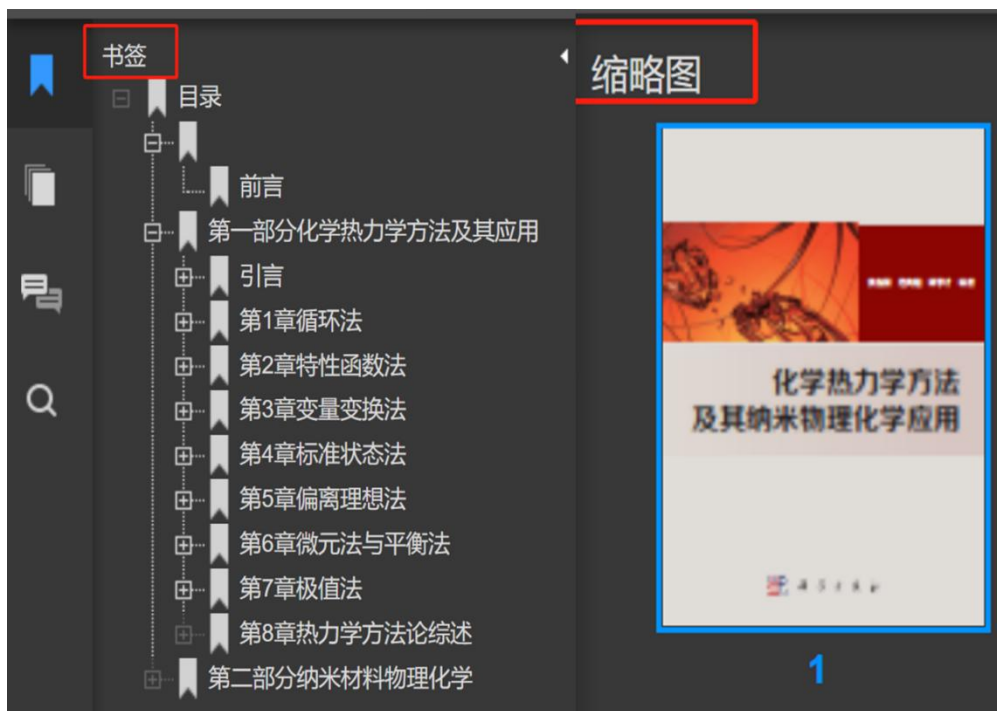 书签
目录
前言
第一部分化学热力学方法及其应用
引言
第1章循环法
第2章特性函数法
第3章变量变换法
第4章标准状态法
第5章偏离理想法
第6章微元法与平衡法
第7章极值法
第8章热力学方法论综述
第二部分纳米材料物理化学
缩略图
化学热力学方法
及其纳米物理化学应用
1